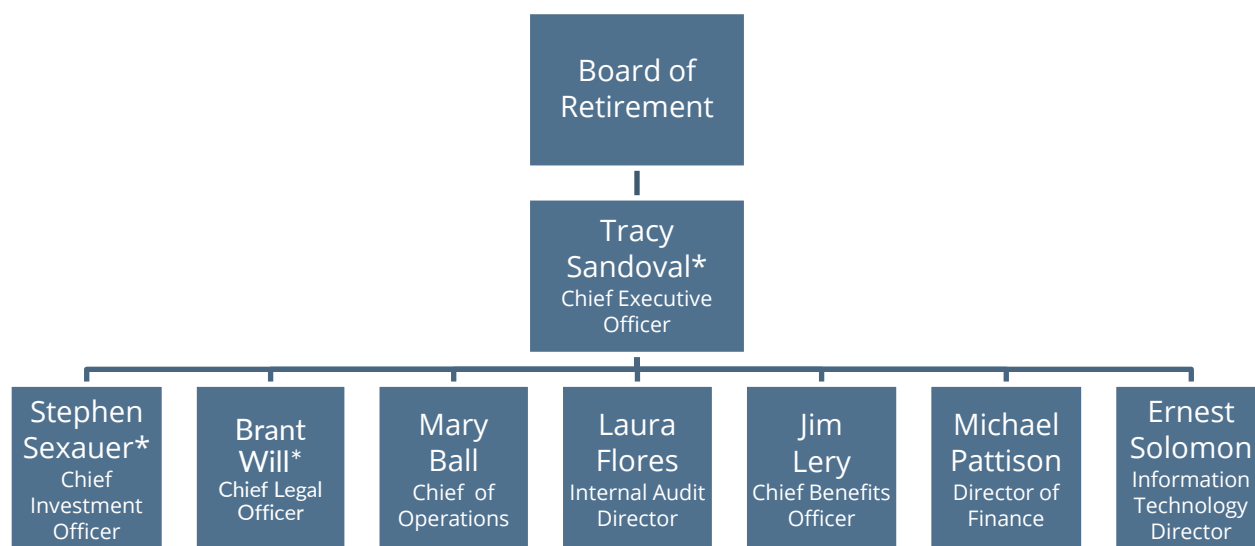 Board of
Retirement
Tracy
Sandoval*
Chief Executive
Officer
Stephen
Sexauer*
Chief
Investment
Officer
Brant
Will*
Chief Legal
Officer
Mary
Ball
Chief of
Operations
Laura
Flores
Internal Audit
Director
Jim
Lery
Chief Benefits
Officer
Michael
Pattison
Director of
Finance
Ernest
Solomon
Information
Technology
Director